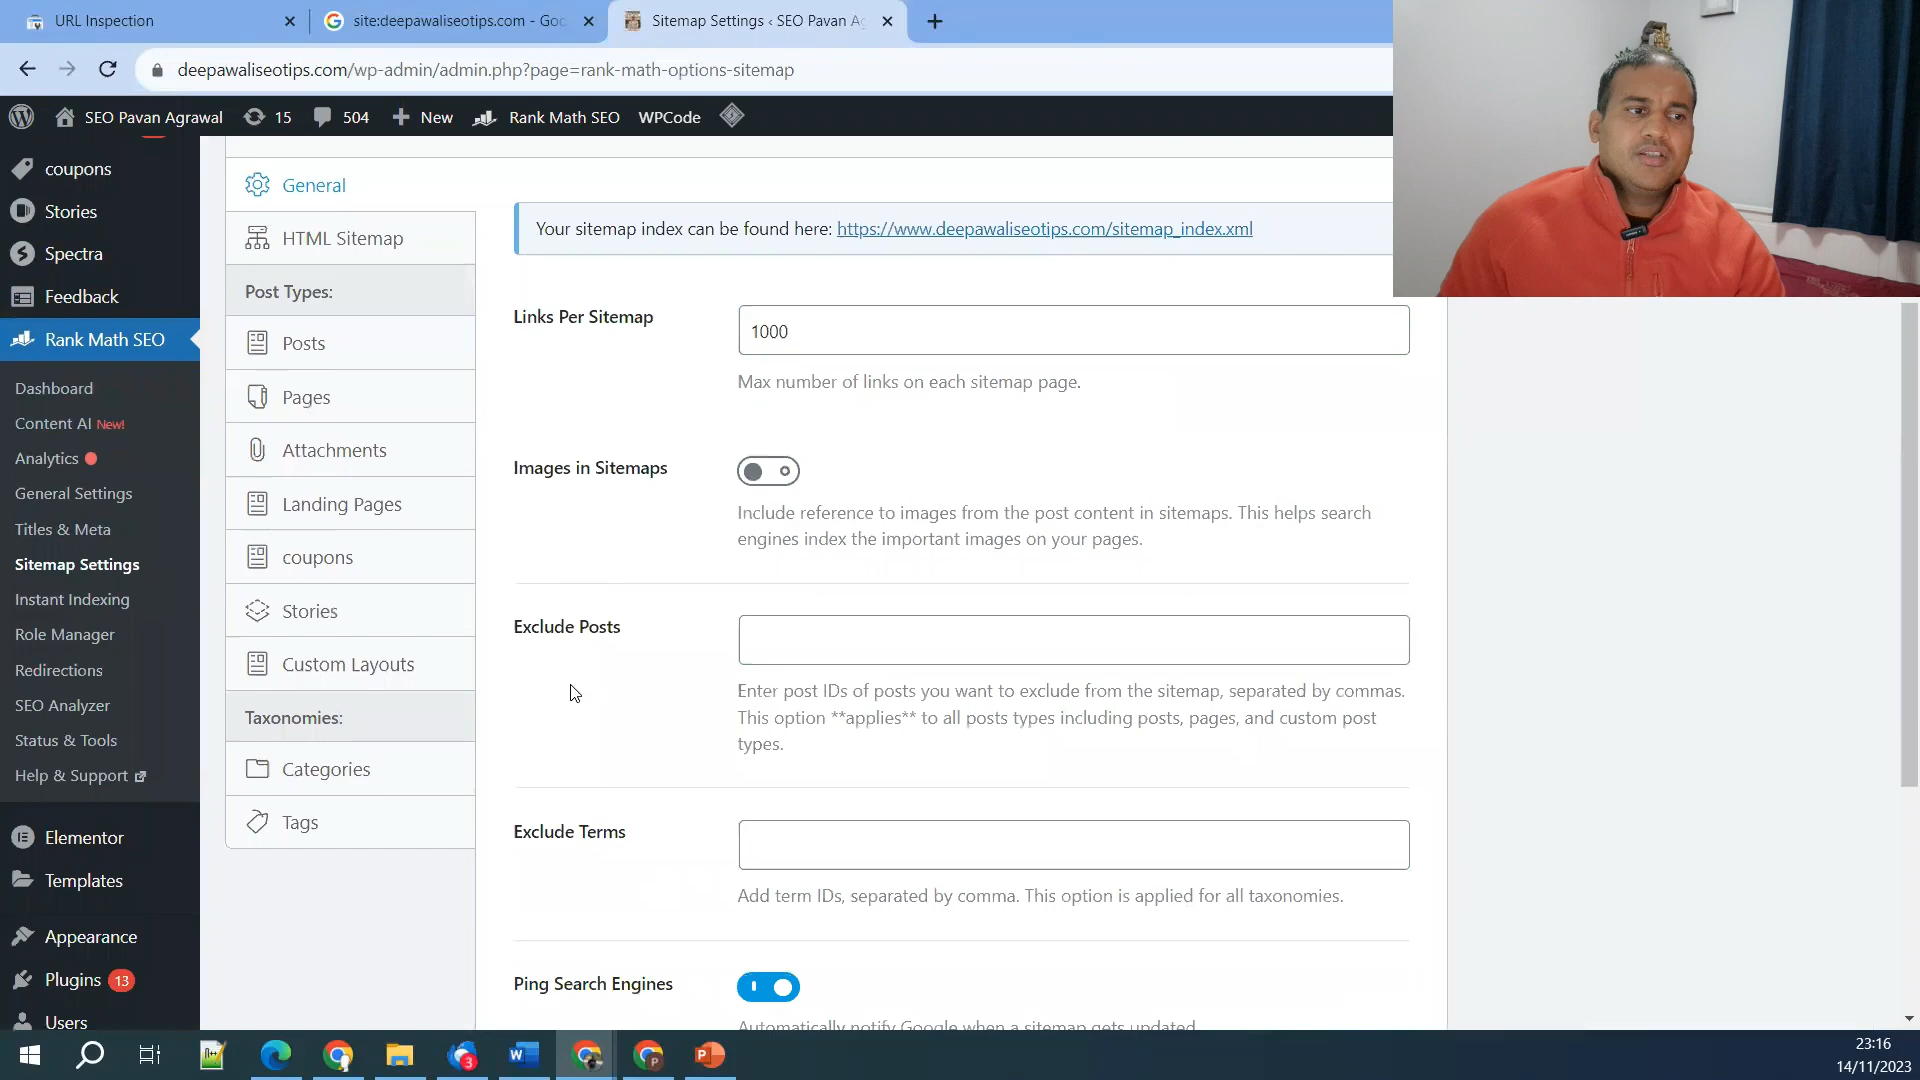 URL Inspection
site:deepawaliseotips.com - Goo
Sitemap Settings ‹ SEO Pavan Ag
deepawaliseotips.com/wp-admin/admin.php?page=rank-math-options-sitemap
SEO Pavan Agrawal
15
504
New
Rank Math SEO
WPCode
coupons
Stories
Spectra
Feedback
Rank Math SEO
Dashboard
Content AI New!
Analytics
General Settings
Titles & Meta
Sitemap Settings
Instant Indexing
Role Manager
Redirections
SEO Analyzer
Status & Tools
Help & Support
Elementor
Templates
Appearance
Plugins 13
Users
General
HTML Sitemap
Post Types:
Posts
Pages
Attachments
Landing Pages
coupons
Stories
Custom Layouts
Taxonomies:
Categories
Tags
Your sitemap index can be found here: https://www.deepawaliseotips.com/sitemap_index.xml
Links Per Sitemap
1000
Max number of links on each sitemap page.
Images in Sitemaps
Include reference to images from the post content in sitemaps. This helps search
engines index the important images on your pages.
Exclude Posts
Enter post IDs of posts you want to exclude from the sitemap, separated by commas.
This option **applies** to all posts types including posts, pages, and custom post
types.
Exclude Terms
Add term IDs, separated by comma. This option is applied for all taxonomies.
Ping Search Engines
Automatically notify Google when a sitemap gets updated.
3
23:16
14/11/2023